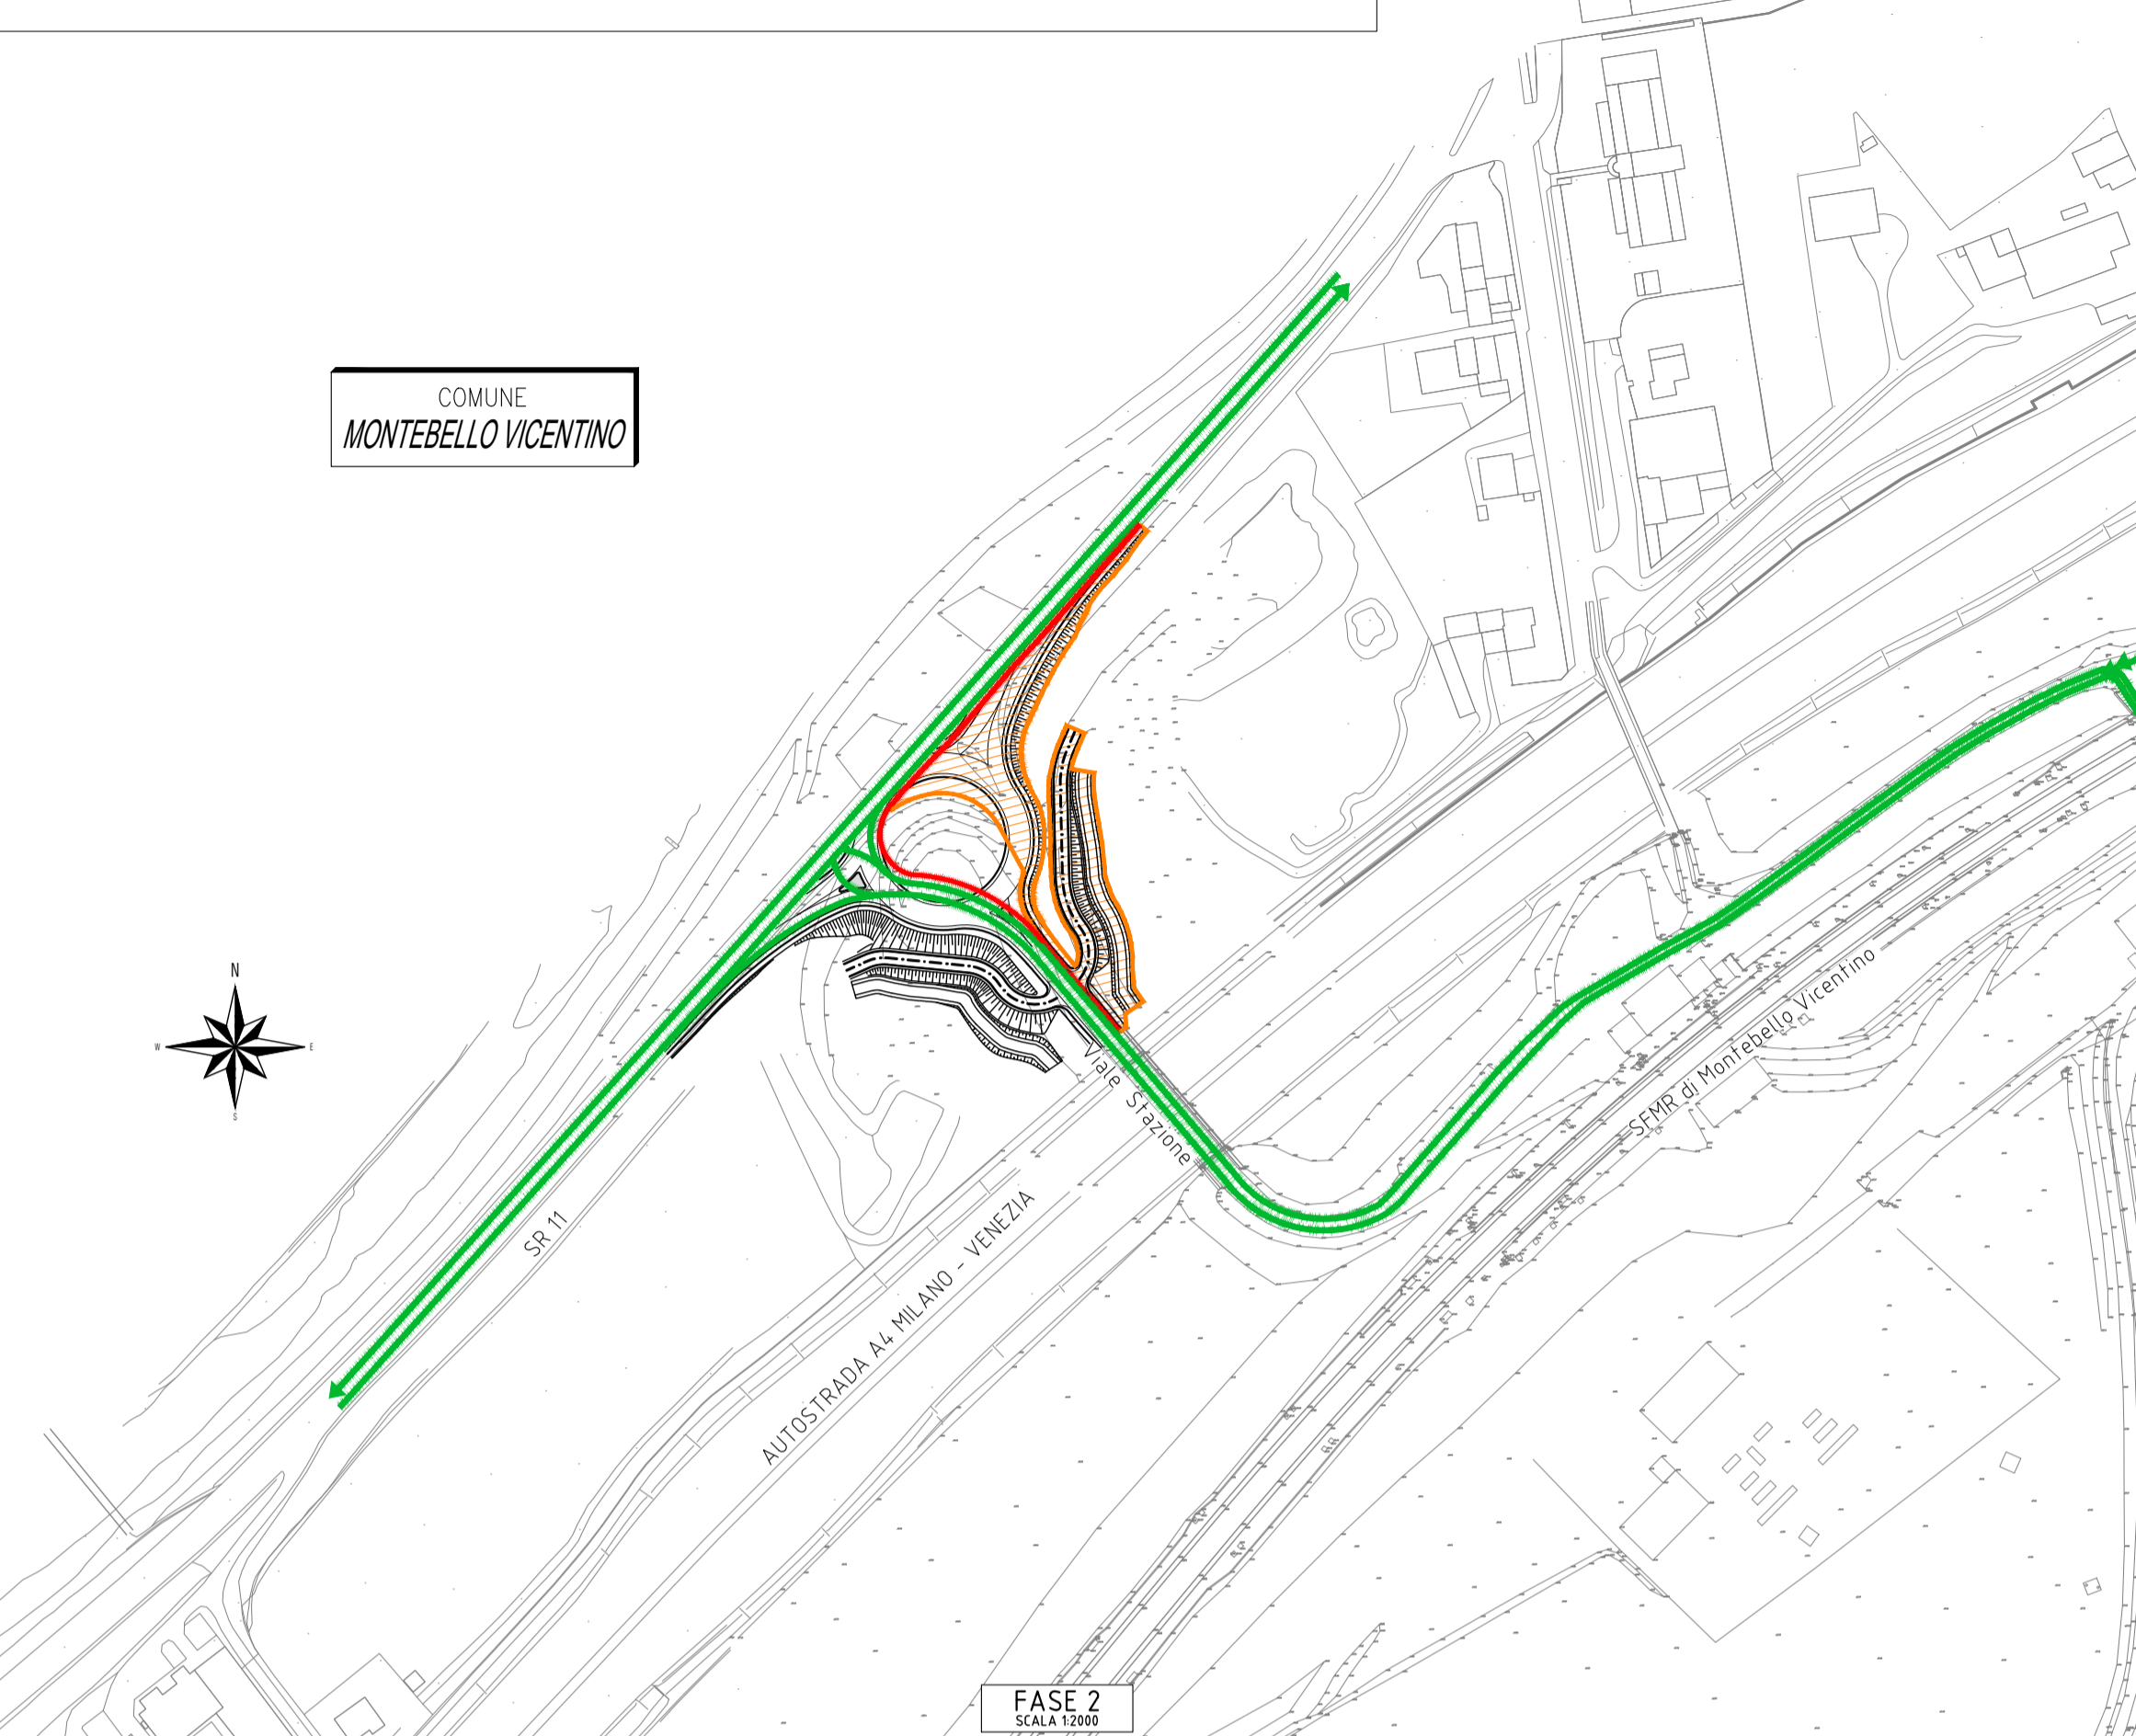 COMUNE
MONTEBELLO VICENTINO
N
W
E
S
SR 11
AUTOSTRADA A4 MILANO - VENEZIA
Viale Stazione
SFMR di Montebello Vicentino
FASE 2
SCALA 1:2000